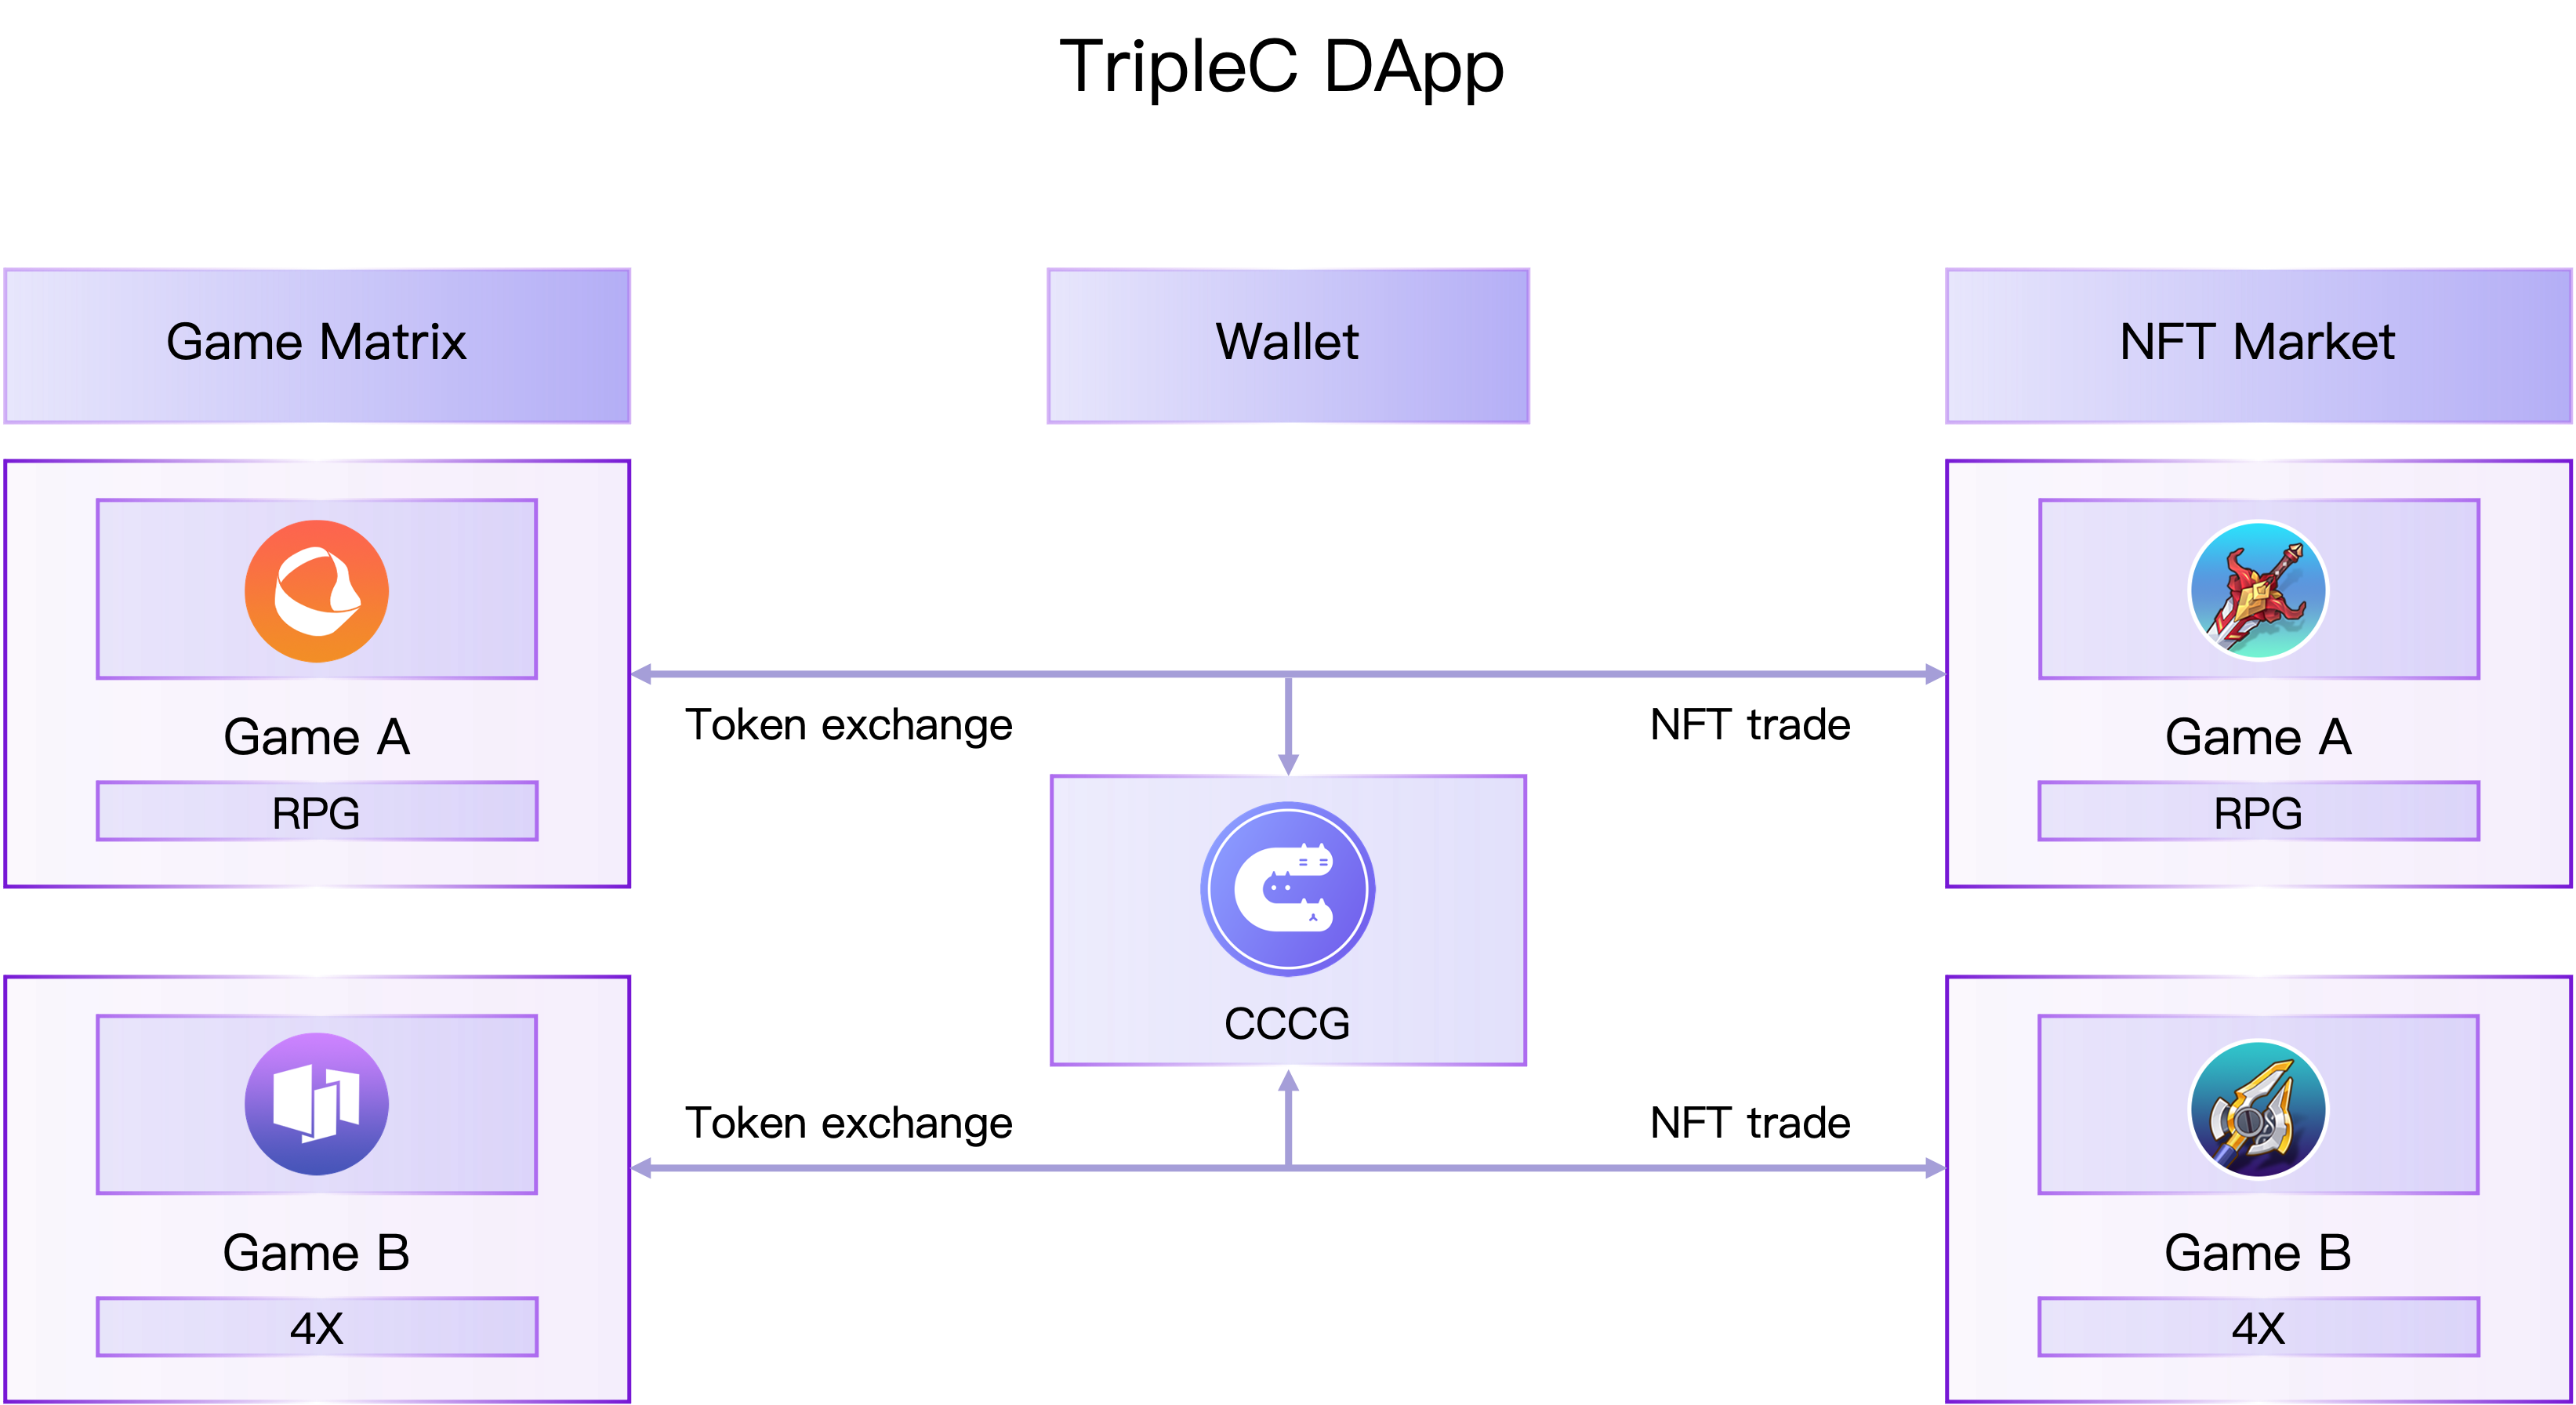 TripleC DApp
Game Matrix
Wallet
NFT Market
Game A
RPG
Token exchange
NFT trade
Game A
RPG
CCCG
Game B
4X
Token exchange
NFT trade
Game B
4X